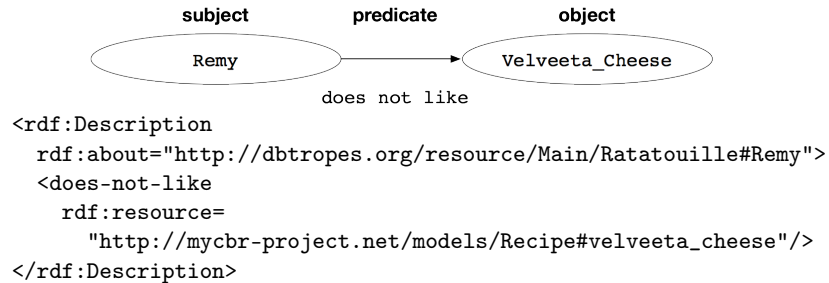 subject predicate object
Remy Velveeta_Cheese
does not like
<rdf:Description
rdf:about="http://dbtropes.org/resource/Main/Ratatouille#Remy">
<does-not-like
rdf:resource=
"http://mycbr-project.net/models/Recipe#velveeta_cheese"/>
</rdf:Description>